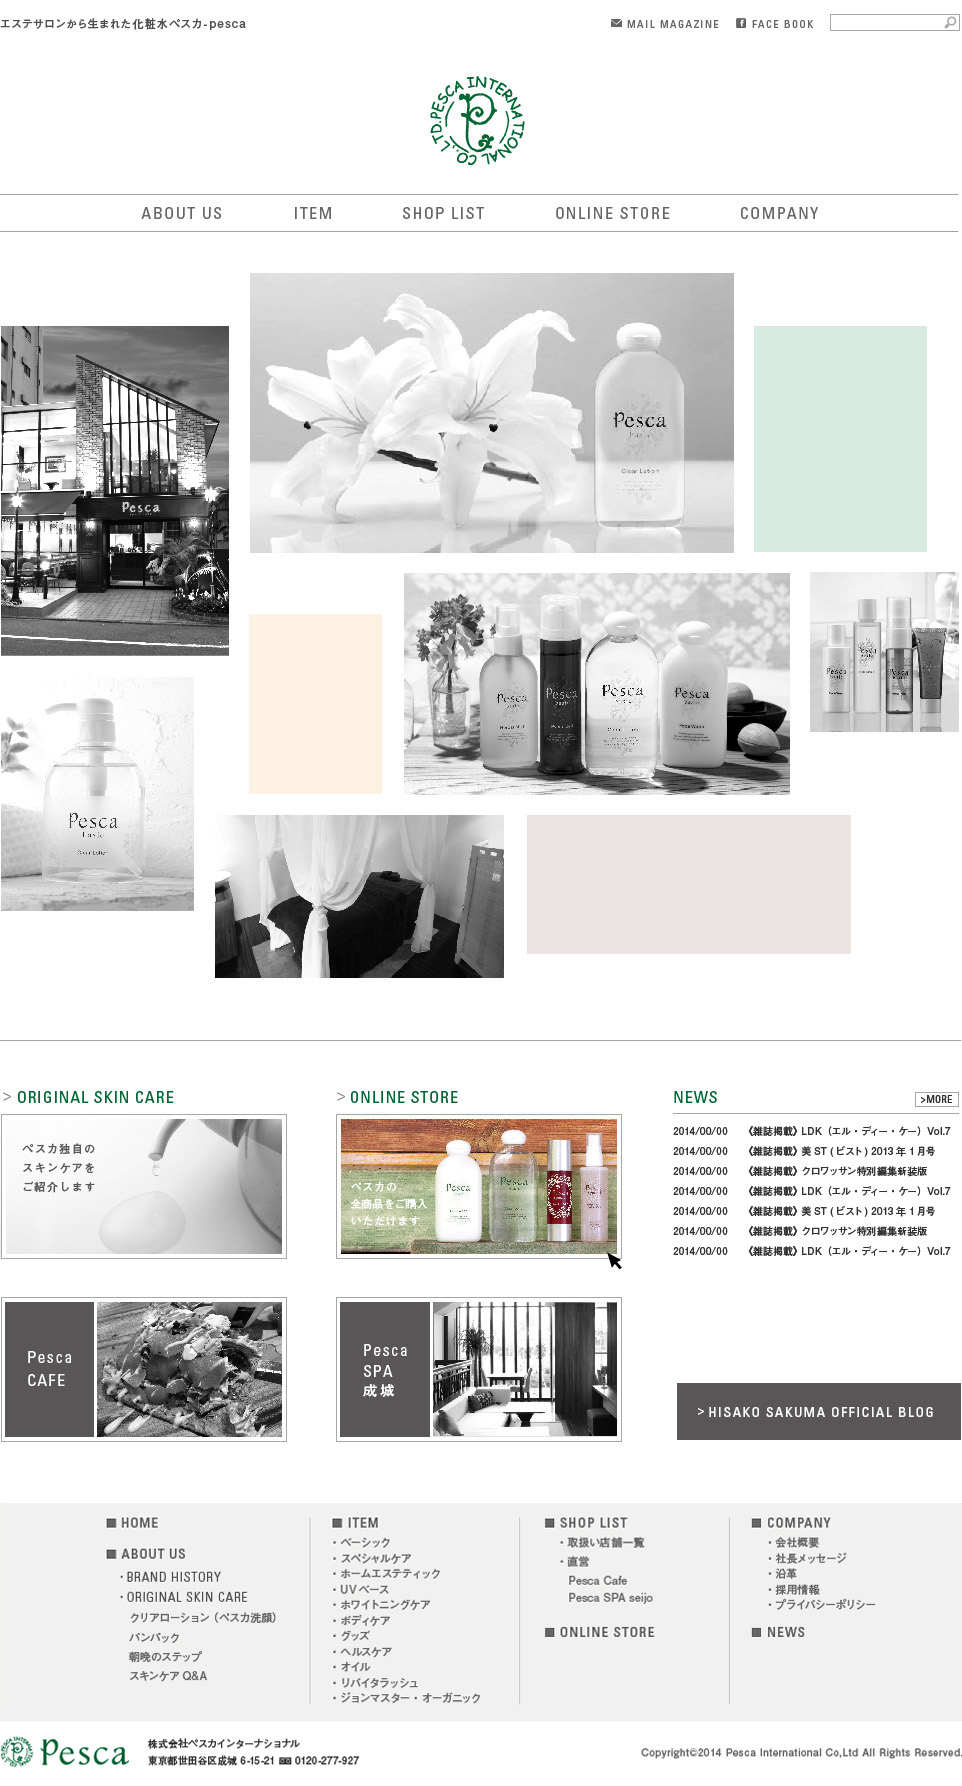 エステサロンから生まれた化粧水ペスカ-pesca
MAIL MAGAZINE
FACE BOOK
PESCA INTERNATIONAL CO., LTD.
ABOUT US
ITEM
SHOP LIST
ONLINE STORE
COMPANY
Pesca
Pesca
basic
Clear Lotion
Pesca
basic
Pesca
basic
Pesca
basic
Clear Lotion
Pesca
basic
Face Wash
Pesca
Pesca
Pesca
Pesca
basic
Clear Lotion
> ORIGINAL SKIN CARE
ペスカ独自の
スキンケアを
ご紹介します
> ONLINE STORE
ペスカの
全商品をご購入
いただけます
NEWS
>MORE
2014/00/00 《雑誌掲載》 LDK（エル・ディー・ケー）Vol.7
2014/00/00 《雑誌掲載》 美 ST ( ビスト ) 2013 年 1 月号
2014/00/00 《雑誌掲載》 クロワッサン特別編集新装版
2014/00/00 《雑誌掲載》 LDK（エル・ディー・ケー）Vol.7
2014/00/00 《雑誌掲載》 美 ST ( ビスト ) 2013 年 1 月号
2014/00/00 《雑誌掲載》 クロワッサン特別編集新装版
2014/00/00 《雑誌掲載》 LDK（エル・ディー・ケー）Vol.7
Pesca
CAFE
Pesca
SPA
成城
> HISAKO SAKUMA OFFICIAL BLOG
■ HOME
■ ABOUT US
・BRAND HISTORY
・ORIGINAL SKIN CARE
クリアローション（ペスカ洗顔）
パンパック
朝晩のステップ
スキンケア Q&A
■ ITEM
・ベーシック
・スペシャルケア
・ホームエステティック
・UVベース
・ホワイトニングケア
・ボディケア
・グッズ
・ヘルスケア
・オイル
・リバイタラッシュ
・ジョンマスター・オーガニック
■ SHOP LIST
・取扱い店舗一覧
・直営
Pesca Cafe
Pesca SPA seijo
■ ONLINE STORE
■ COMPANY
・会社概要
・社長メッセージ
・沿革
・採用情報
・プライバシーポリシー
■ NEWS
Pesca
株式会社ペスカインターナショナル
東京都世田谷区成城 6-15-21 0120-277-927
Copyright©2014 Pesca International Co,Ltd All Rights Reserved.